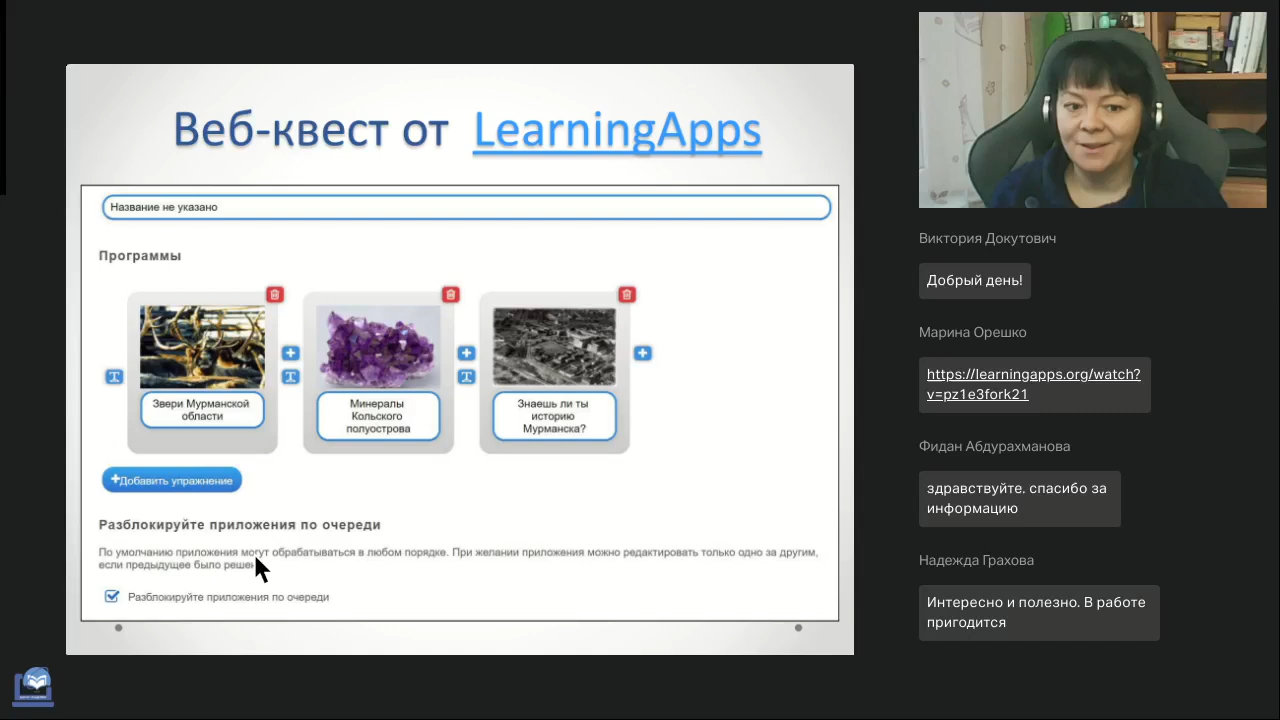 Веб-квест от LearningApps
Название не указано
Программы
Звери Мурманской
области
Минералы
Кольского
полуострова
Знаешь ли ты
историю
Мурманска?
Добавить упражнение
Разблокируйте приложения по очереди
По умолчанию приложения могут обрабатываться в любом порядке. При желании приложения можно редактировать только одно за другим,
если предыдущее было
Разблокируйте приложения по очереди
Виктория Докутович
Добрый день!
Марина Орешко
https://learningapps.org/watch?
v=pz1e3fork21
Фидан Абдурахманова
здравствуйте. спасибо за
информацию
Надежда Грахова
Интересно и полезно. В работе
пригодится